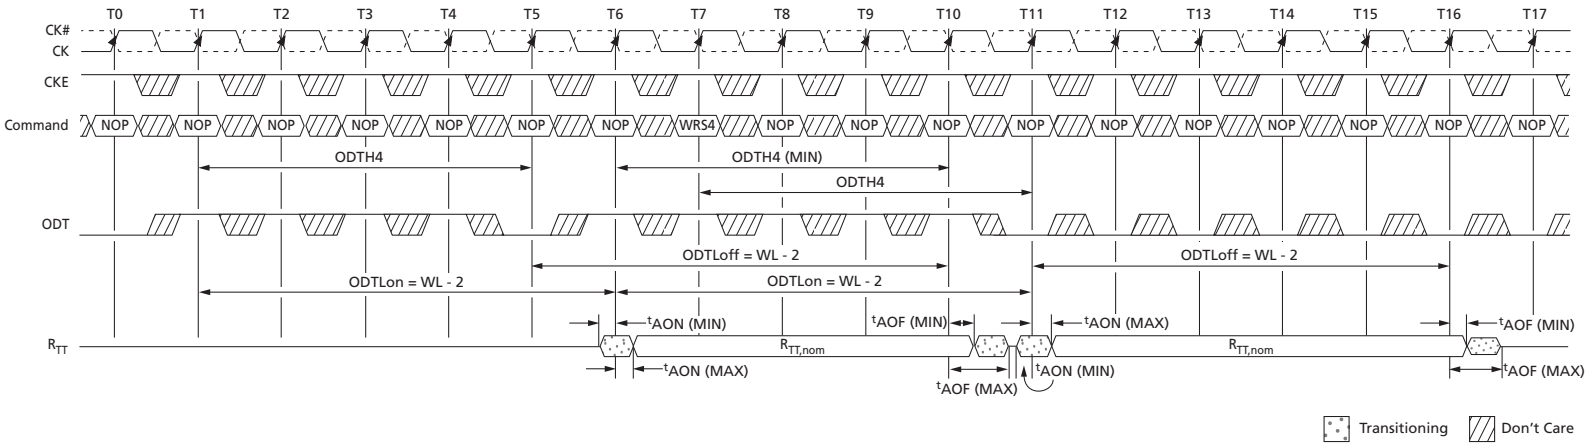 T0 T1 T2 T3 T4 T5 T6 T7 T8 T9 T10 T11 T12 T13 T14 T15 T16 T17
CK#
CK
CKE
Command NOP NOP NOP NOP NOP NOP NOP WRS4 NOP NOP NOP NOP NOP NOP NOP NOP NOP NOP
ODTH4 ODTH4 (MIN)
ODTH4
ODT
ODTLoff = WL - 2 ODTLoff = WL - 2
ODTLon = WL - 2 ODTLon = WL - 2
tAON (MIN) tAOF (MIN) tAON (MAX) tAOF (MIN)
RTT RTT,nom RTT,nom
tAON (MAX) tAON (MIN) tAOF (MAX)
tAOF (MAX)
Transitioning Don't Care